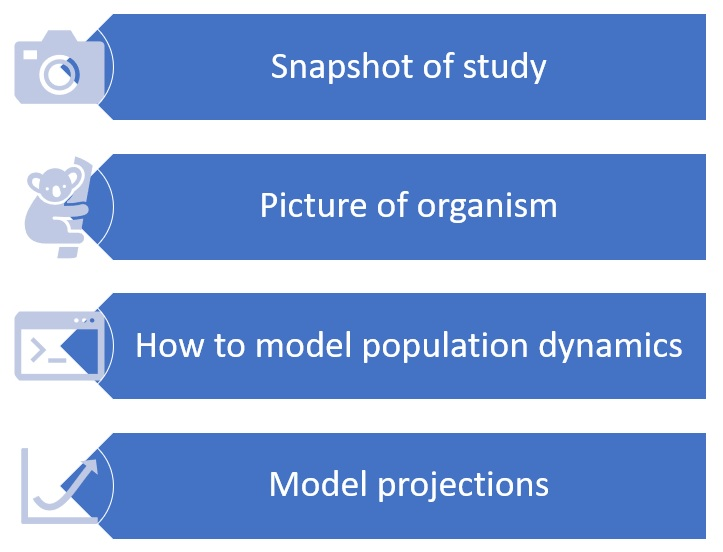 Snapshot of study
Picture of organism
How to model population dynamics
Model projections